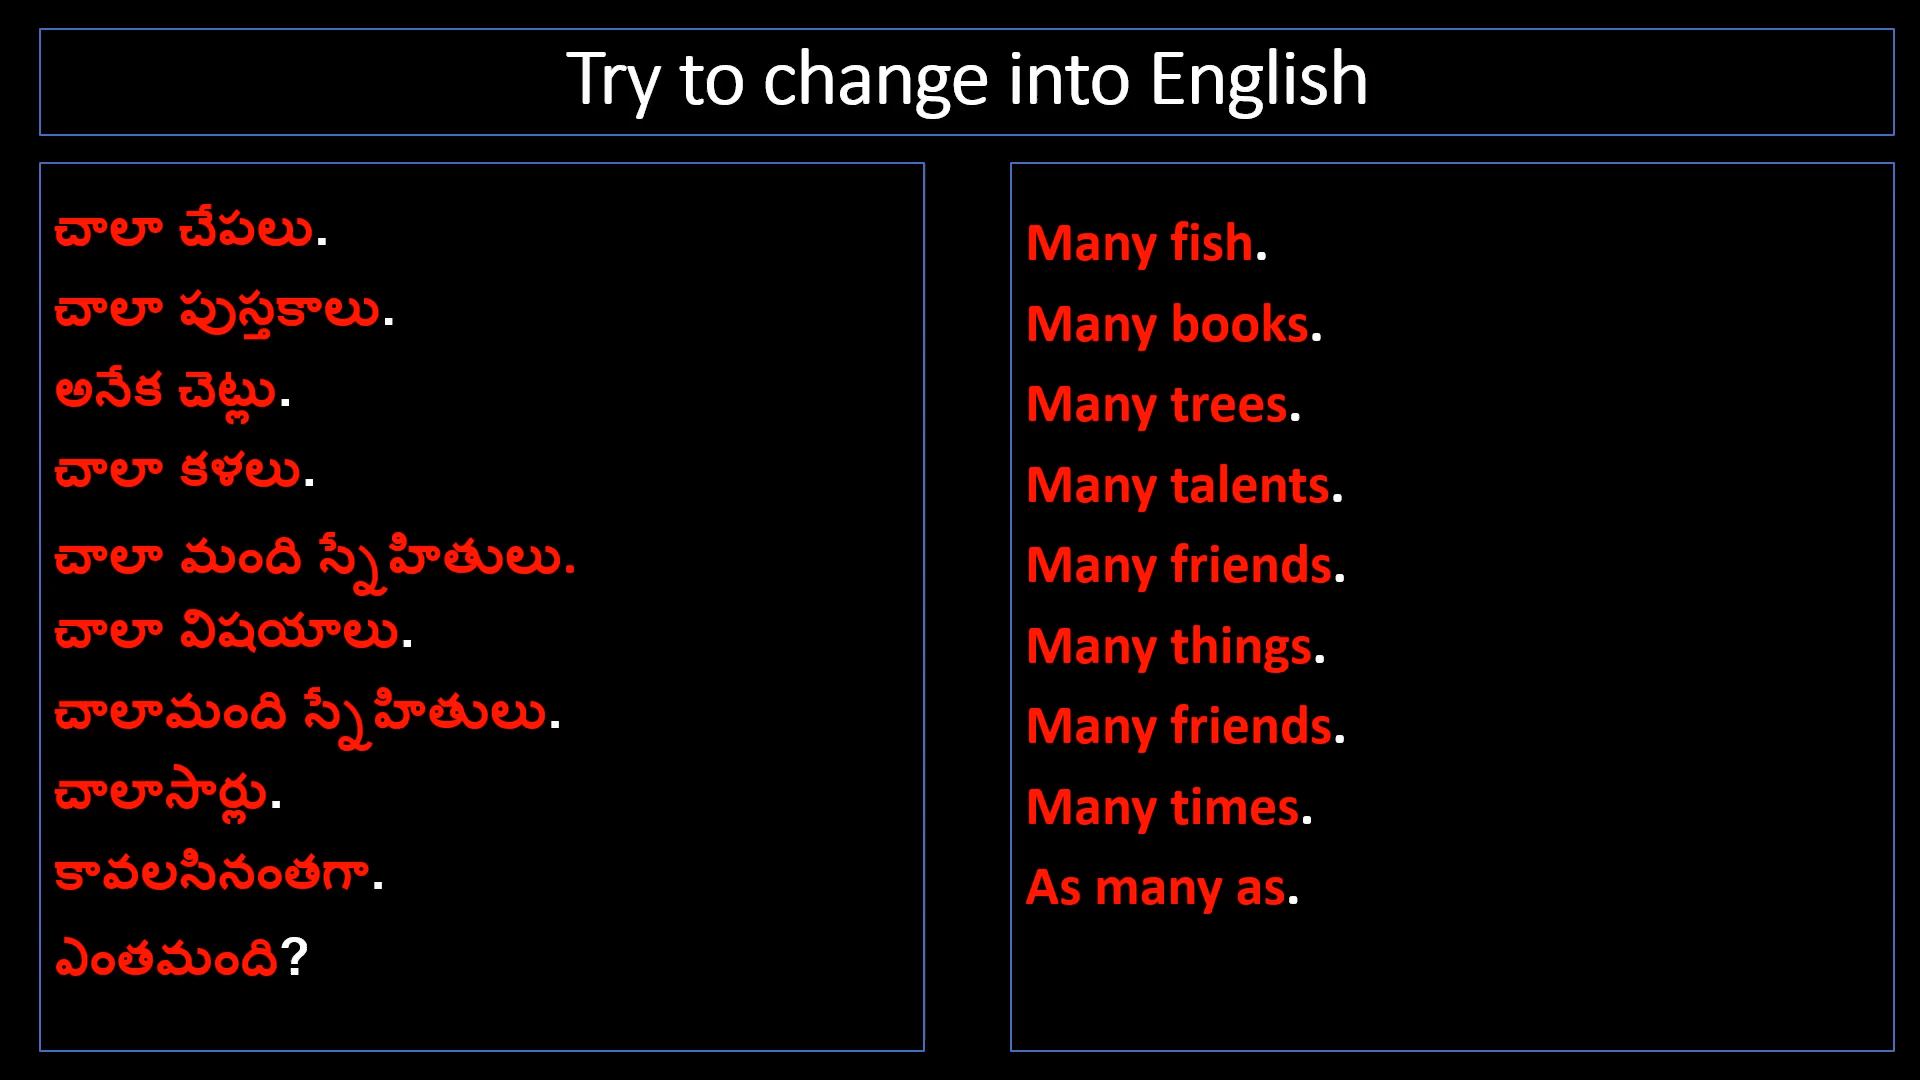 Try to change into English
చాలా చేపలు.
చాలా పుస్తకాలు.
అనేక చెట్లు.
చాలా కళలు.
చాలా మంది స్నేహితులు.
చాలా విషయాలు.
చాలామంది స్నేహితులు.
చాలాసార్లు.
కావలసినంతగా.
ఎంతమంది?
Many fish.
Many books.
Many trees.
Many talents.
Many friends.
Many things.
Many friends.
Many times.
As many as.